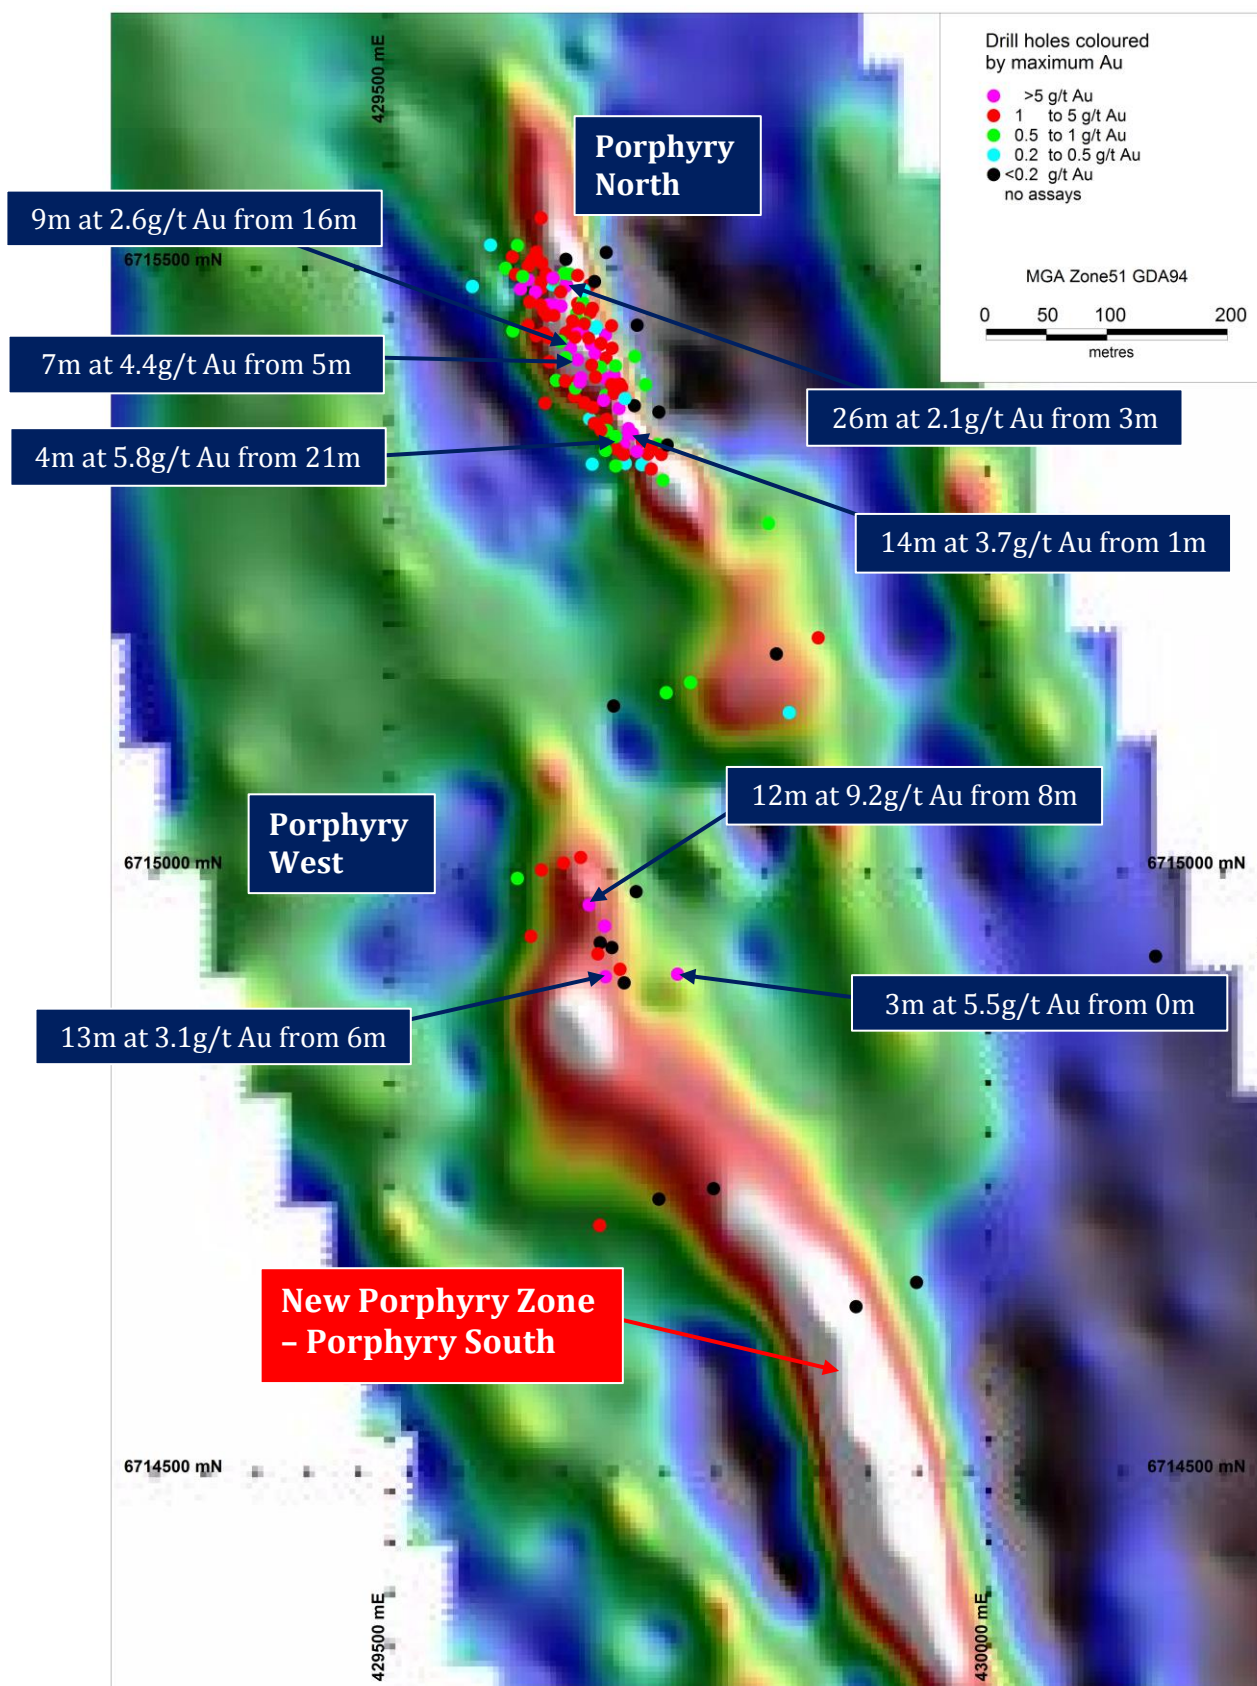 Drill holes coloured
by maximum Au
>5 g/t Au
1 to 5 g/t Au
0.5 to 1 g/t Au
0.2 to 0.5 g/t Au
<0.2 g/t Au
no assays
MGA Zone51 GDA94
0 50 100 200
metres
429500 mE
Porphyry
North
9m at 2.6g/t Au from 16m
6715500 mN
7m at 4.4g/t Au from 5m
26m at 2.1g/t Au from 3m
4m at 5.8g/t Au from 21m
14m at 3.7g/t Au from 1m
12m at 9.2g/t Au from 8m
Porphyry
West
6715000 mN
6715000 mN
3m at 5.5g/t Au from 0m
13m at 3.1g/t Au from 6m
New Porphyry Zone
– Porphyry South
6714500 mN
6714500 mN
429500 mE
430000 mE